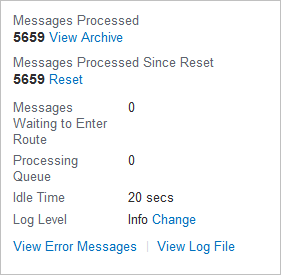 Messages Processed
5659 View Archive
Messages Processed Since Reset
5659 Reset
Messages Waiting to Enter Route 0
Processing Queue 0
Idle Time 20 secs
Log Level Info Change
View Error Messages | View Log File